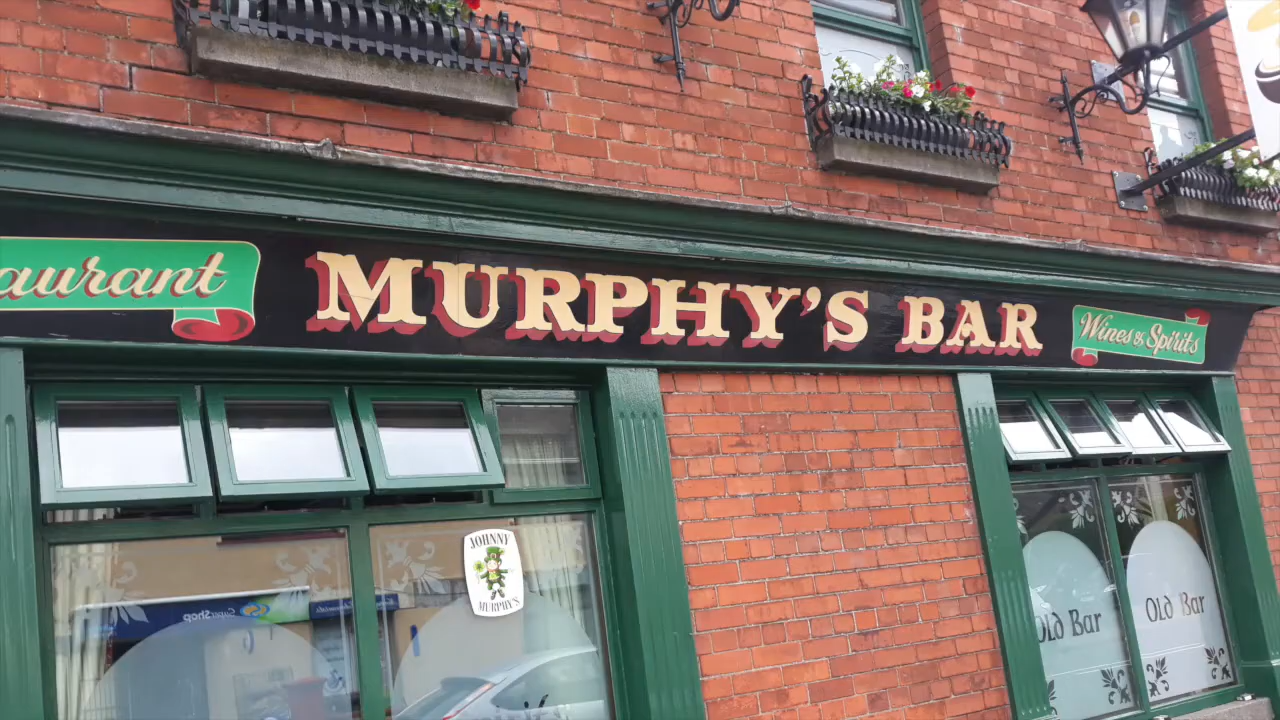 aurant
MURPHY'S BAR
Wines & Spirits
JOHNNY
MURPHY'S
SuperShop
Old Bar
Old Bar